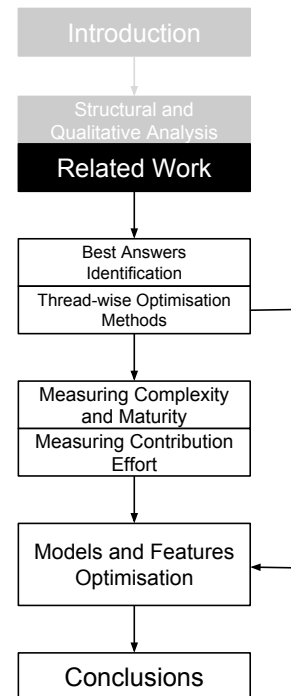 Introduction
Structural and
Qualitative Analysis
Related Work
Best Answers
Identification
Thread-wise Optimisation
Methods
Measuring Complexity
and Maturity
Measuring Contribution
Effort
Models and Features
Optimisation
Conclusions